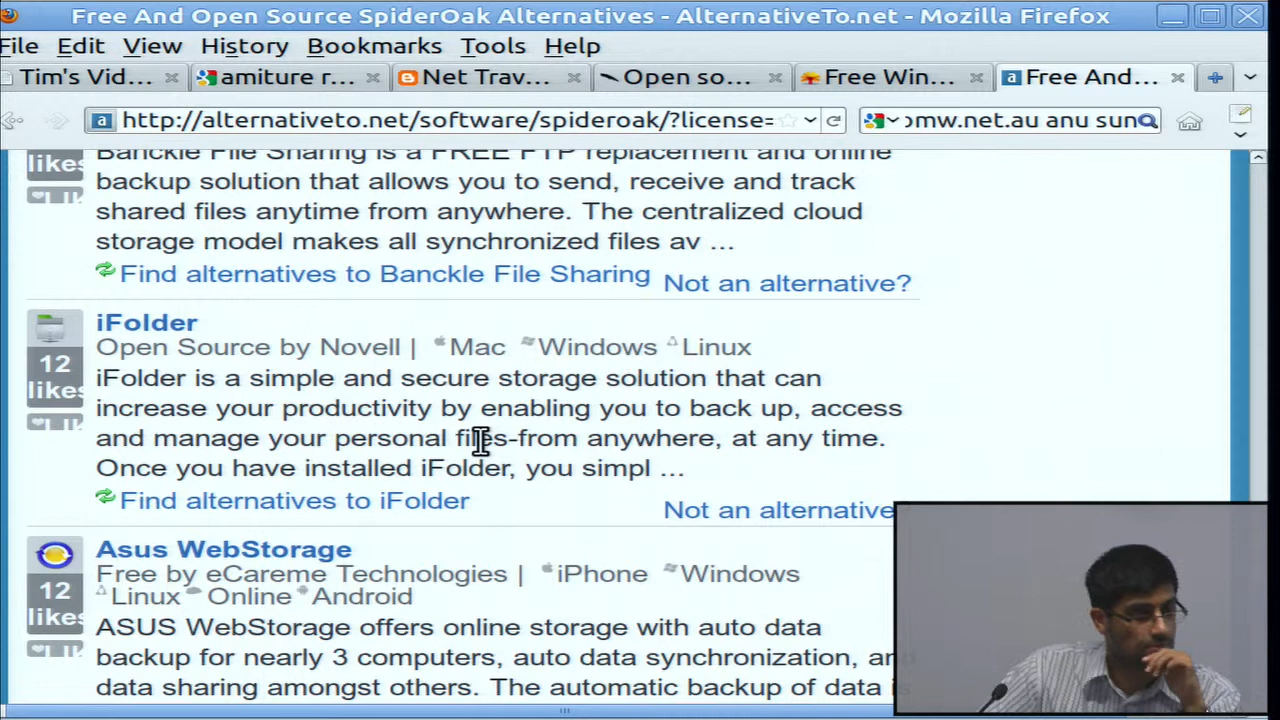 Free And Open Source SpiderOak Alternatives - AlternativeTo.net - Mozilla Firefox
File Edit View History Bookmarks Tools Help
Tim's Vid... amiture r... Net Trav... Open so... Free Win... Free And...
http://alternativeto.net/software/spideroak/?license= omw.net.au anu sun
likes Banckle File Sharing is a FREE FTP replacement and online
backup solution that allows you to send, receive and track
shared files anytime from anywhere. The centralized cloud
storage model makes all synchronized files av ...
Find alternatives to Banckle File Sharing Not an alternative?
iFolder
Open Source by Novell | Mac Windows Linux
12 likes
iFolder is a simple and secure storage solution that can
increase your productivity by enabling you to back up, access
and manage your personal files-from anywhere, at any time.
Once you have installed iFolder, you simpl ...
Find alternatives to iFolder Not an alternative
Asus WebStorage
Free by eCareme Technologies | iPhone Windows
Linux Online Android
12 likes
ASUS WebStorage offers online storage with auto data
backup for nearly 3 computers, auto data synchronization, and
data sharing amongst others. The automatic backup of data is